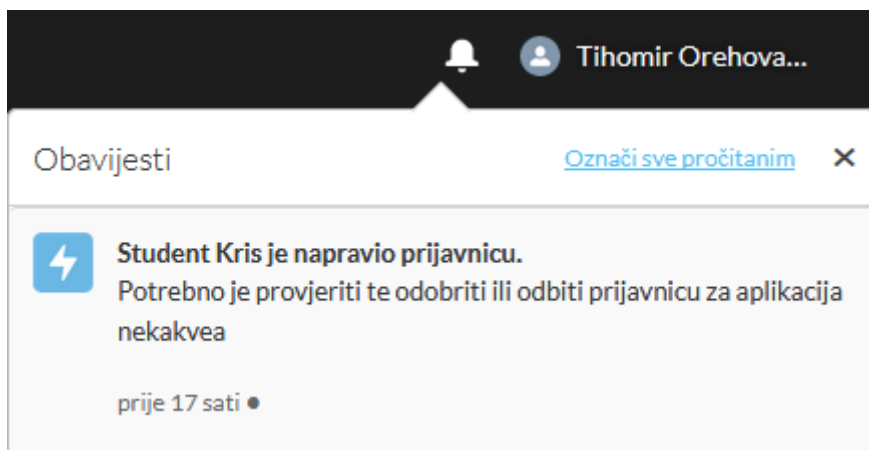 Tihomir Orehova...
Obavijesti
Označi sve pročitanim
Student Kris je napravio prijavnicu.
Potrebno je provjeriti te odobriti ili odbiti prijavnicu za aplikacija
nekakvea
prije 17 sati